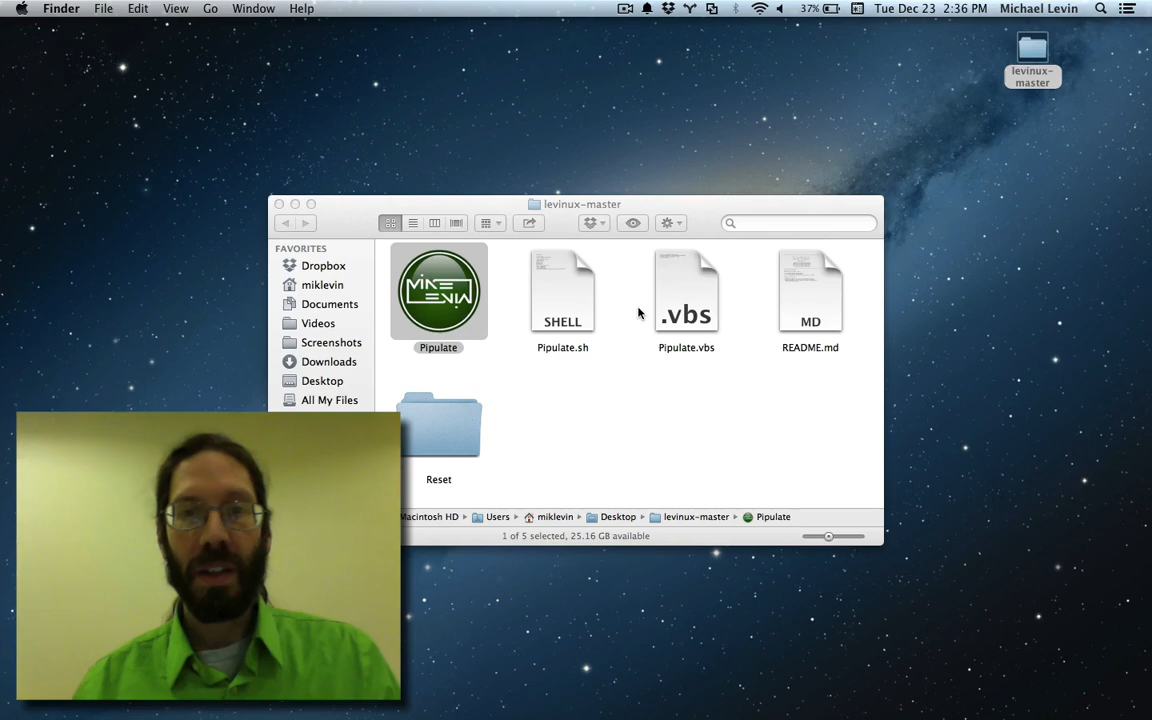 Finder File Edit View Go Window Help 37% Tue Dec 23 2:36 PM Michael Levin
levinux-
master
levinux-master
FAVORITES
Dropbox
miklevin
Documents
Videos
Screenshots
Downloads
Desktop
All My Files
MIKE
LEVIN
SHELL
.vbs
MD
Pipulate
Pipulate.sh
Pipulate.vbs
README.md
Reset
Macintosh HD Users miklevin Desktop levinux-master Pipulate
1 of 5 selected, 25.16 GB available